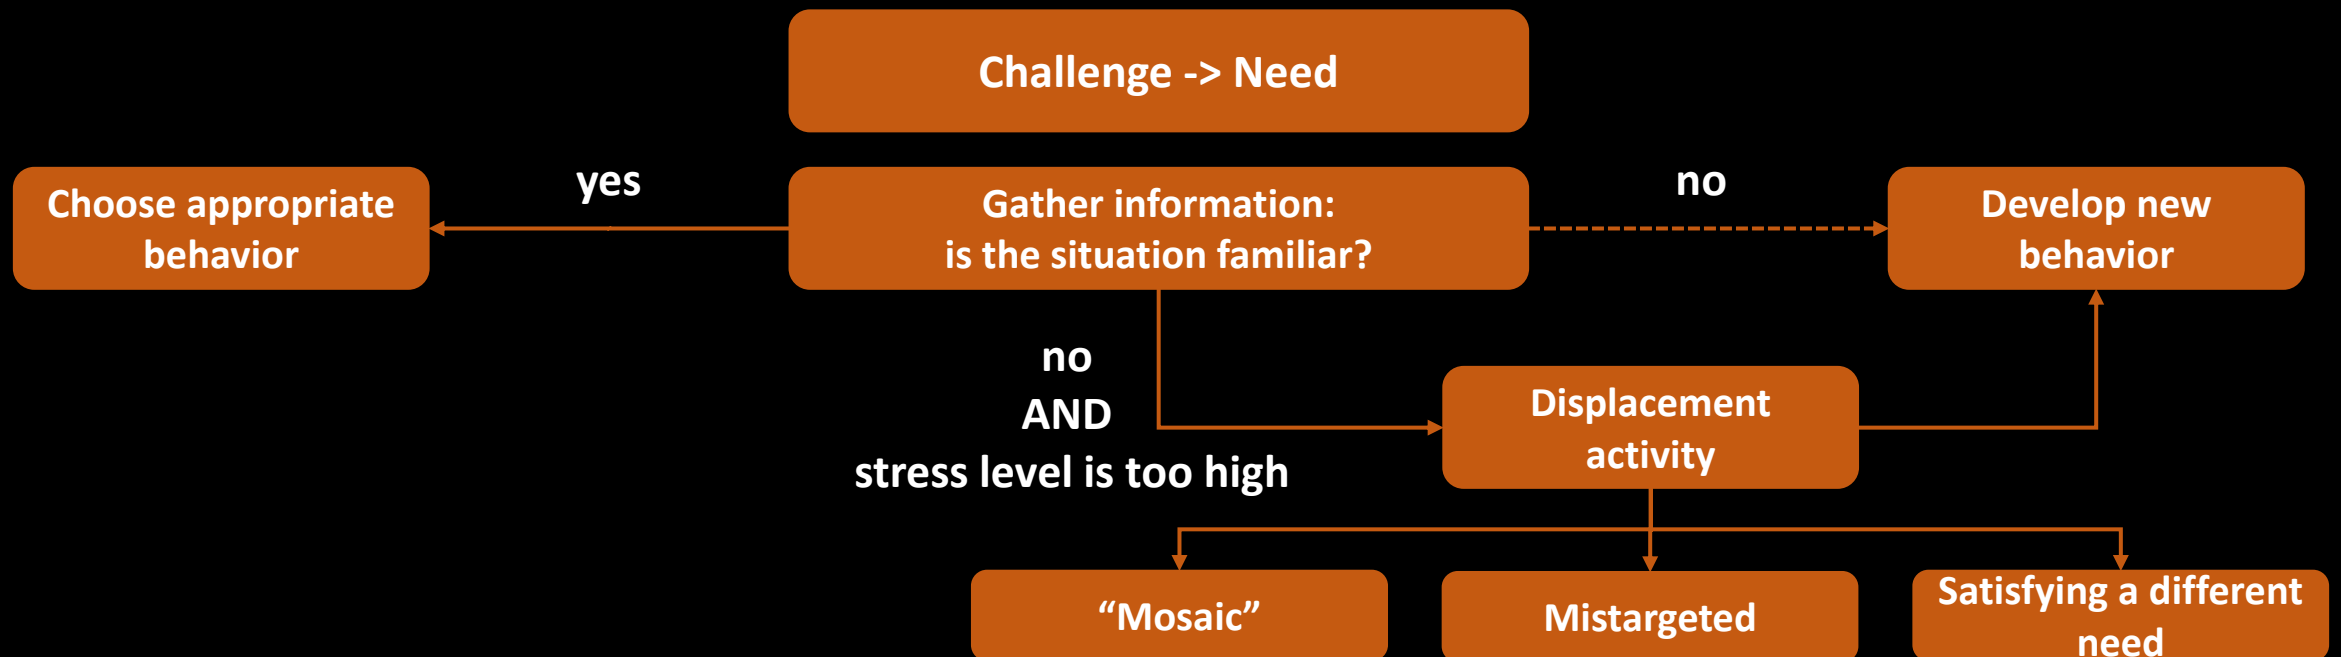 Challenge -> Need
Choose appropriate
behavior
yes
Gather information:
is the situation familiar?
no
Develop new
behavior
no
AND
stress level is too high
Displacement
activity
“Mosaic”
Mistargeted
Satisfying a different
need